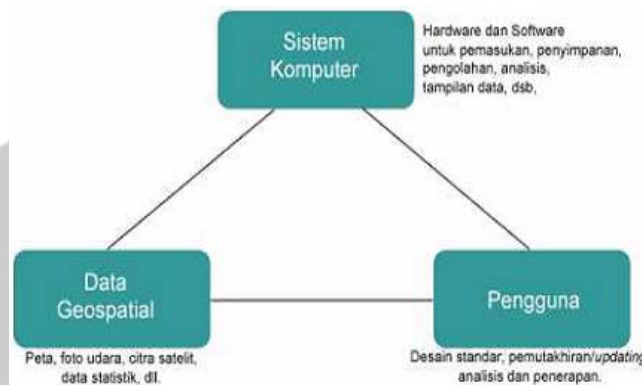 Sistem
Komputer
Hardware dan Software
untuk pemasukan, penyimpanan,
pengolahan, analisis,
tampilan data, dsb,
Data
Geospatial
Peta, foto udara, citra satelit,
data statistik, dll.
Pengguna
Desain standar, pemutakhiran/updating
analisis dan penerapan.